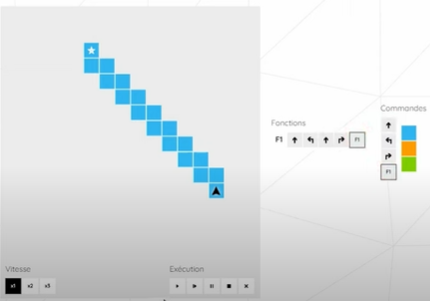 Commandes
Fonctions
F1 F1
F1
Vitesse
Exécution
x1 x2 x5